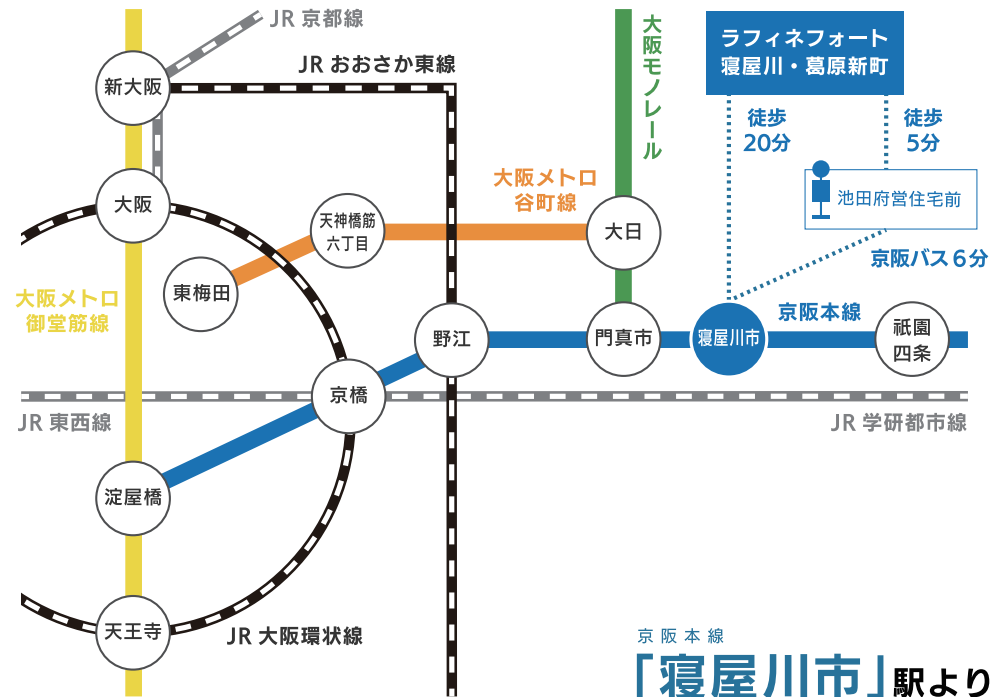 JR 京都線
新大阪
JR おおさか東線
大阪モノレール
ラフィネフォート
寝屋川・葛原新町
徒歩
20分
徒歩
5分
池田府営住宅前
京阪バス６分
大阪
大阪メトロ
谷町線
天神橋筋
六丁目
大日
東梅田
大阪メトロ
御堂筋線
野江
門真市
寝屋川市
京阪本線
祇園
四条
京橋
JR 東西線
JR 学研都市線
淀屋橋
天王寺
JR 大阪環状線
京阪本線
「寝屋川市」駅より